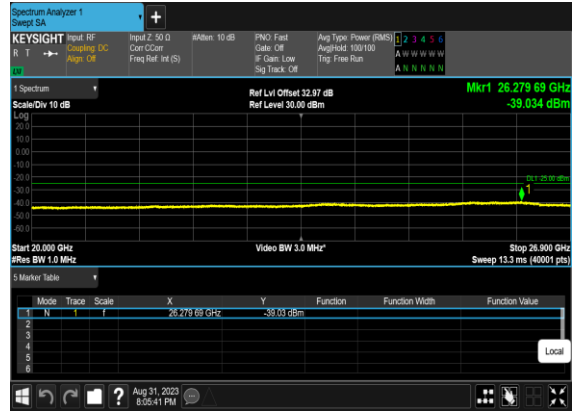 Spectrum Analyzer 1
Swept SA
+
KEYSIGHT Input: RF Input Z: 50 Ω #Atten: 10 dB PNO: Fast Avg Type: Power (RMS) 1 2 3 4 5 6
R T Coupling: DC Corr CCorr Gate: Off Avg|Hold: 100/100 A W W W W W
Align: Off Freq Ref: Int (S) IF Gain: Low Trig: Free Run
Sig Track: Off A N N N N N
1 Spectrum Ref Lvl Offset 32.97 dB Mkr1 26.279 69 GHz
Scale/Div 10 dB Ref Level 30.00 dBm -39.034 dBm
Log
20.0
10.0
0.00
-10.0
-20.0
-30.0
-40.0
-50.0
-60.0
1
Start 20.000 GHz Video BW 3.0 MHz* Stop 26.900 GHz
#Res BW 1.0 MHz Sweep 13.3 ms (40001 pts)
5 Marker Table
Mode Trace Scale X Y Function Function Width Function Value
1 N 1 f 26.279 69 GHz -39.03 dBm
2
3
4
5
6
Local
? Aug 31, 2023
8:05:41 PM